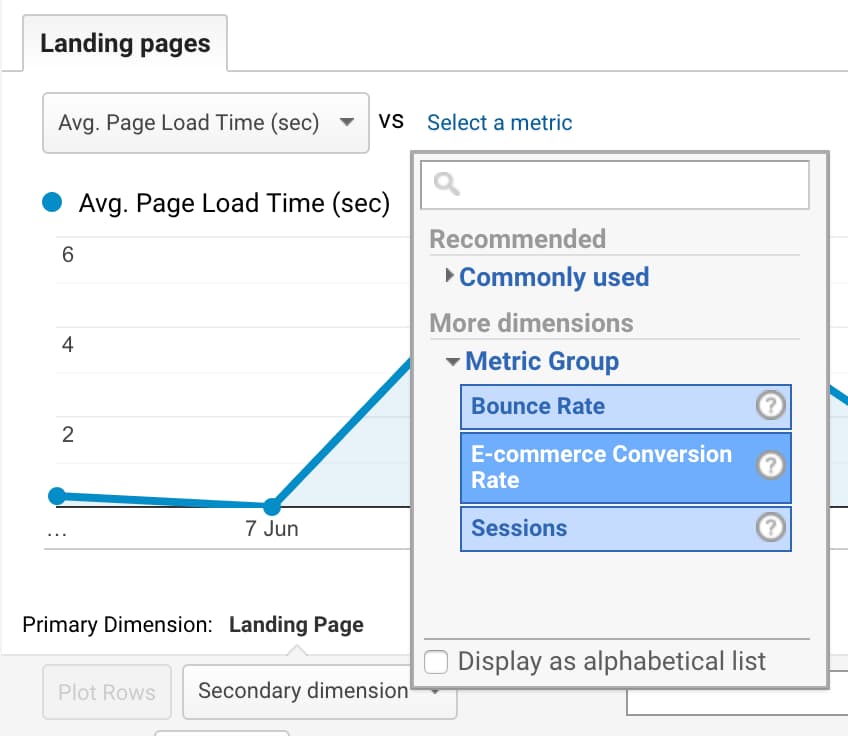 Landing pages
Avg. Page Load Time (sec)
VS
Select a metric
Avg. Page Load Time (sec)
6
4
2
...
7 Jun
Recommended
Commonly used
More dimensions
Metric Group
Bounce Rate
?
E-commerce Conversion
Rate
?
Sessions
?
Display as alphabetical list
Primary Dimension:
Landing Page
Plot Rows
Secondary dimension